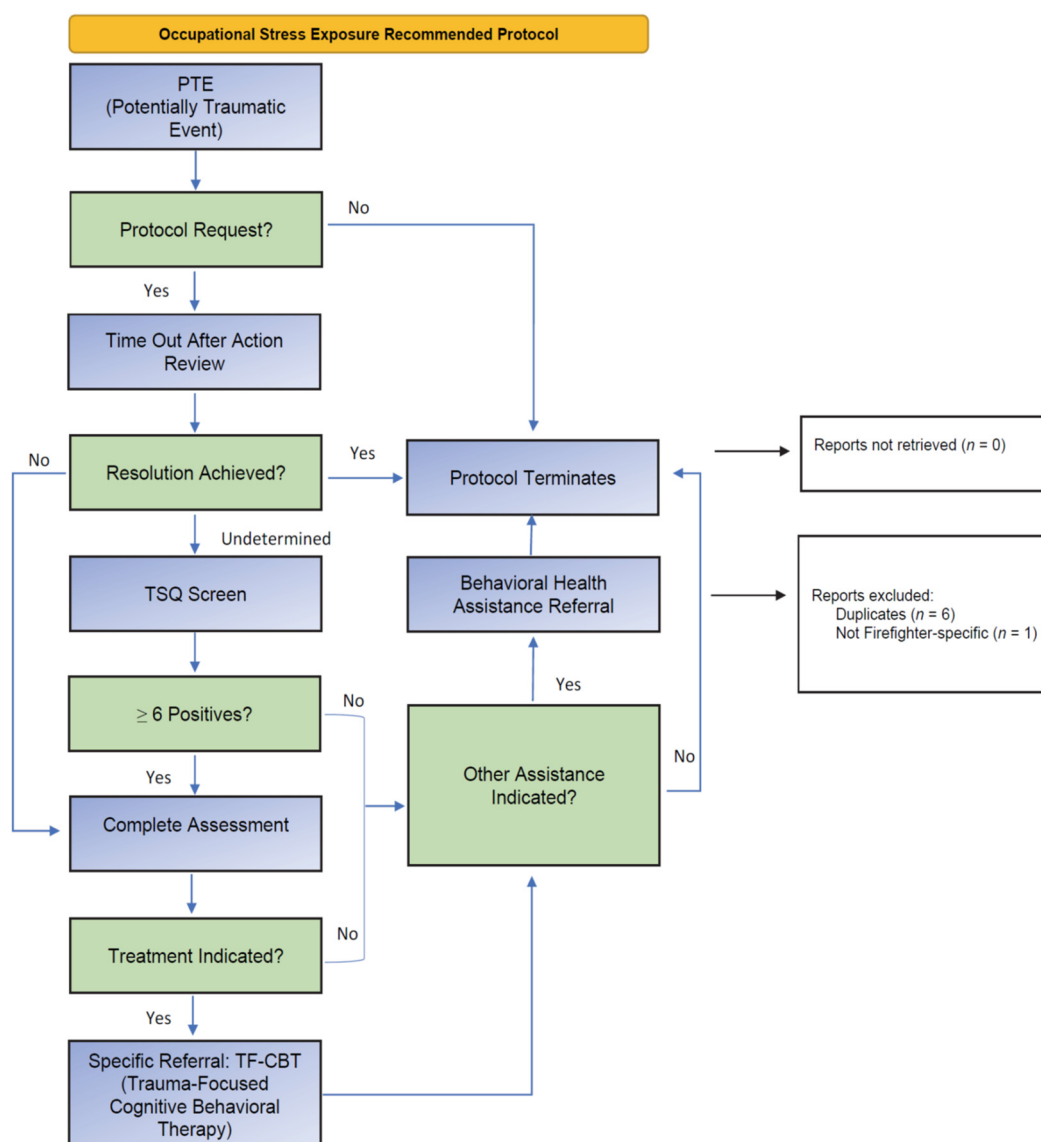 Occupational Stress Exposure Recommended Protocol
PTE
(Potentially Traumatic
Event)
Protocol Request?
No
Yes
Time Out After Action
Review
No
Resolution Achieved?
Yes
Protocol Terminates
Reports not retrieved (n = 0)
Undetermined
TSQ Screen
Behavioral Health
Assistance Referral
Reports excluded:
Duplicates (n = 6)
Not Firefighter-specific (n = 1)
≥ 6 Positives?
No
Yes
Yes
Other Assistance
Indicated?
No
Complete Assessment
Treatment Indicated?
No
Yes
Specific Referral: TF-CBT
(Trauma-Focused
Cognitive Behavioral
Therapy)